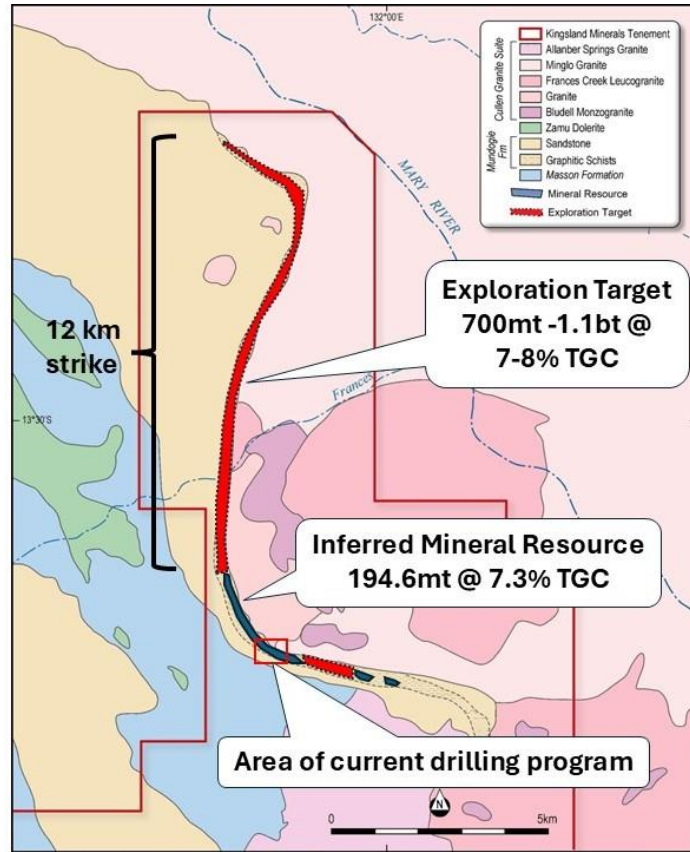 132°00'E
Kingsland Minerals Tenement
Cullen Granite Suite
Allanber Springs Granite
Minglo Granite
Frances Creek Leucogranite
Granite
Bludell Monzogranite
Zamu Dolerite
Mundogie Fm
Sandstone
Graphitic Schists
Masson Formation
Mineral Resource
Exploration Target
MARY RIVER
12 km
strike
Exploration Target
700mt -1.1bt @
7-8% TGC
Frances
13°30'S
Inferred Mineral Resource
194.6mt @ 7.3% TGC
Area of current drilling program
N
0
5km